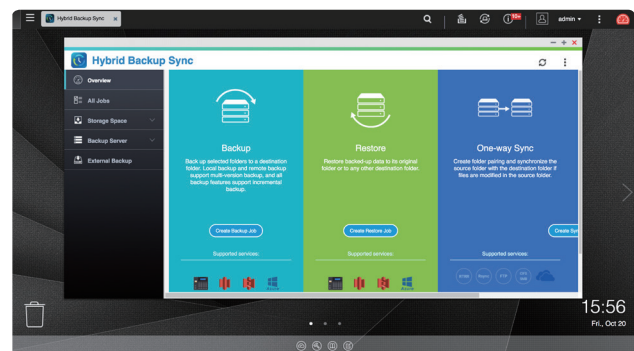 Hybrid Backup Sync
10+
admin
Hybrid Backup Sync
Overview
All Jobs
Storage Space
Backup Server
External Backup
Backup
Back up selected folders to a destination
folder. Local backup and remote backup
support multi-version backup, and all
backup features support incremental
backup.
Create Backup Job
Supported services:
Restore
Restore backed-up data to its original
folder or to any other destination folder.
Create Restore Job
Supported services:
One-way Sync
Create folder pairing and synchronize the
source folder with the destination folder if
files are modified in the source folder.
Create Syn
Supported services:
Rsync
FTP
15:56
Fri., Oct 20